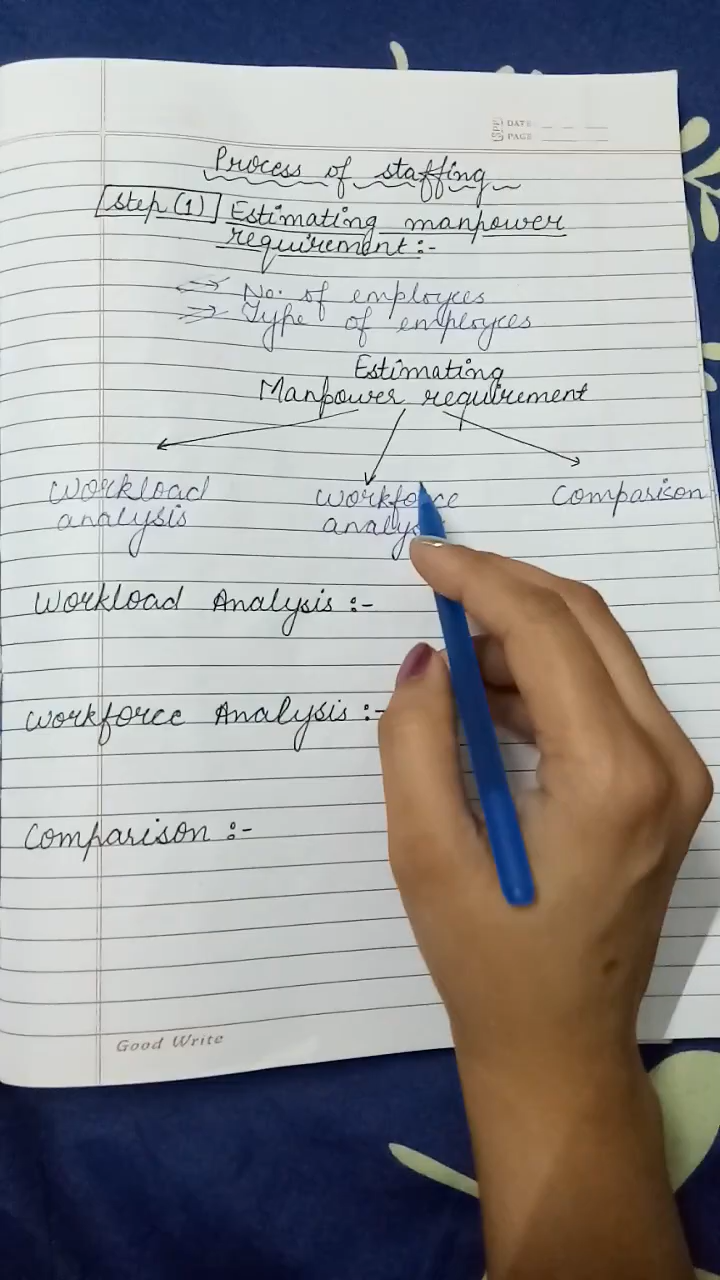 DATE
PAGE
Process of staffing
Step (1) Estimating manpower
requirement:-
No. of employees
Type of employees
Estimating
Manpower requirement
Workload analysis
Workforce
Comparison
Workload Analysis :-
Workforce Analysis :-
Comparison :-
Good Write